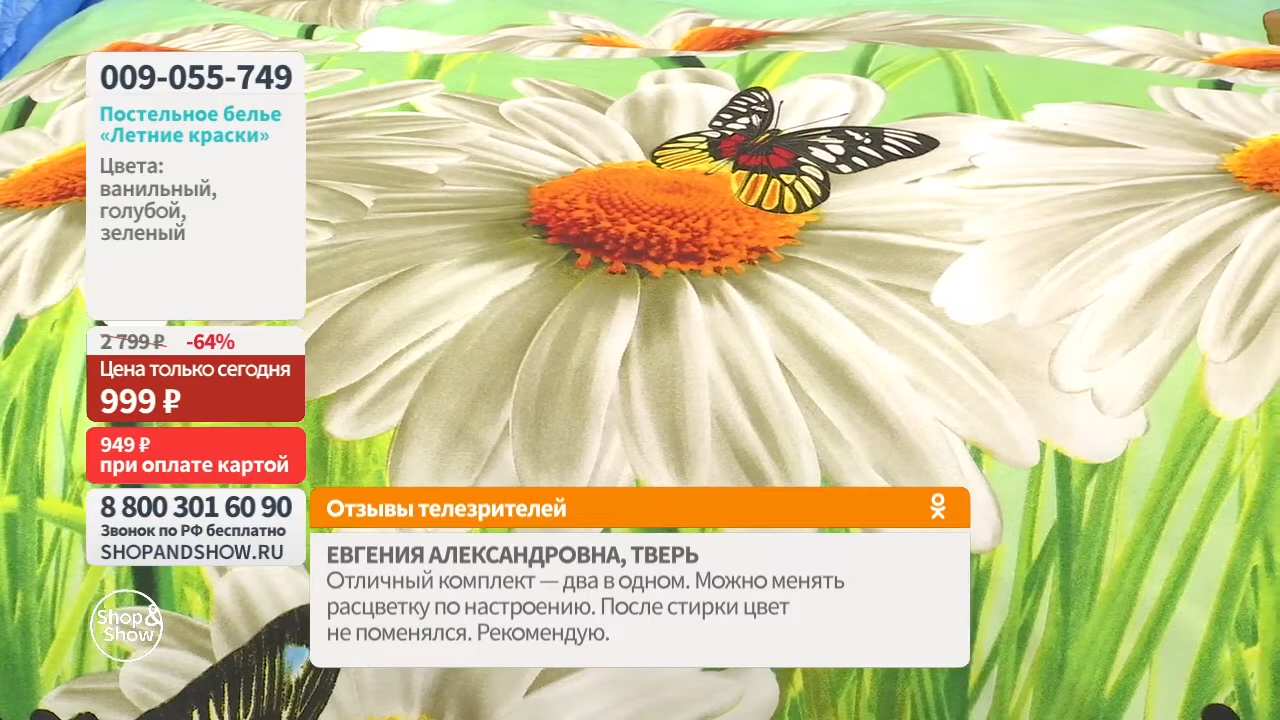 009-055-749
Постельное белье
«Летние краски»
Цвета:
ванильный,
голубой,
зеленый
2 799 ₽ -64%
Цена только сегодня
999 ₽
949 ₽
при оплате картой
8 800 301 60 90
Звонок по РФ бесплатно
SHOPANDSHOW.RU
Shop&
Show
Отзывы телезрителей
ЕВГЕНИЯ АЛЕКСАНДРОВНА, ТВЕРЬ
Отличный комплект — два в одном. Можно менять
расцветку по настроению. После стирки цвет
не поменялся. Рекомендую.